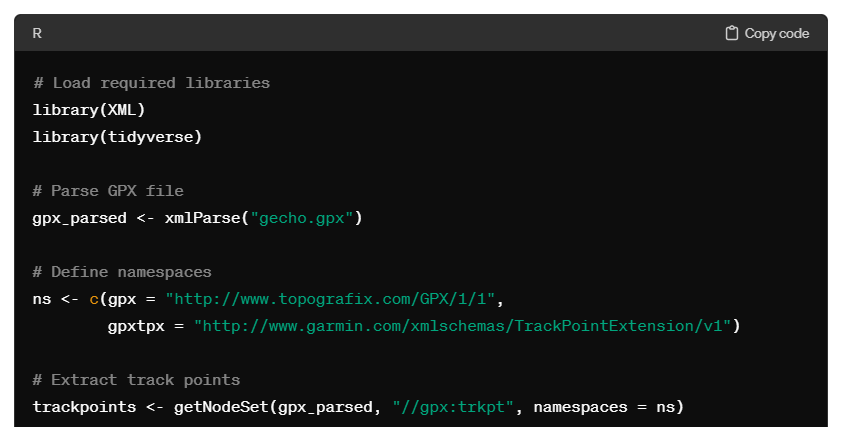 R
Copy code
# Load required libraries
library(XML)
library(tidyverse)
# Parse GPX file
gpx_parsed <- xmlParse("gecho.gpx")
# Define namespaces
ns <- c(gpx = "http://www.topografix.com/GPX/1/1",
        gpxtpx = "http://www.garmin.com/xmlschemas/TrackPointExtension/v1")
# Extract track points
trackpoints <- getNodeSet(gpx_parsed, "//gpx:trkpt", namespaces = ns)